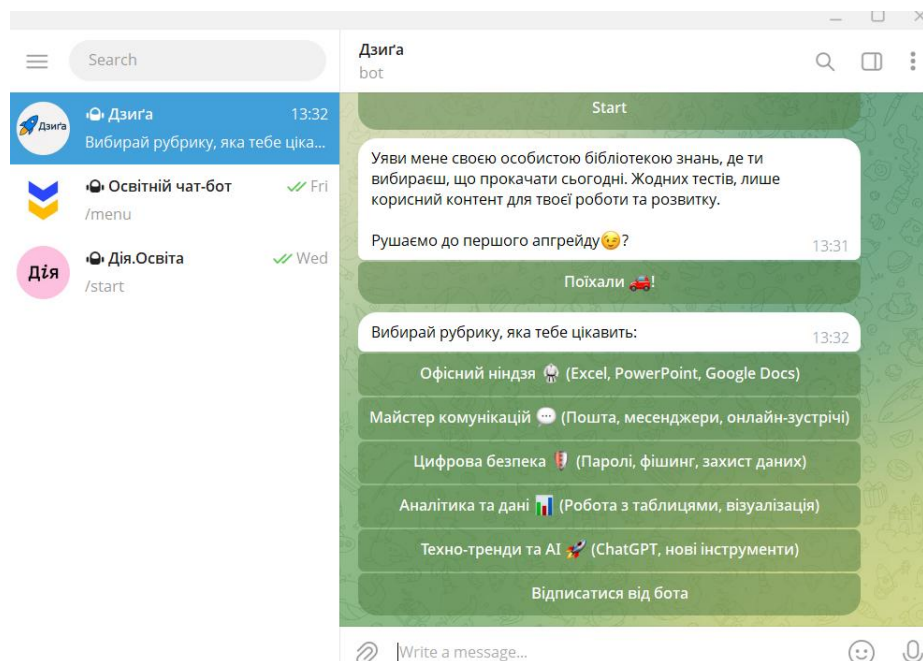 Search
Дзиґа
Дзиґа 13:32
Вибирай рубрику, яка тебе ціка...
Освітній чат-бот Fri
/menu
Дія
Дія.Освіта Wed
/start
Дзиґа
bot
Start
Уяви мене своєю особистою бібліотекою знань, де ти
вибираєш, що прокачати сьогодні. Жодних тестів, лише
корисний контент для твоєї роботи та розвитку.
Рушаємо до першого апгрейду😉?
13:31
Поїхали 🚗!
Вибирай рубрику, яка тебе цікавить:
13:32
Офісний ніндзя 🥋 (Excel, PowerPoint, Google Docs)
Майстер комунікацій 💬 (Пошта, месенджери, онлайн-зустрічі)
Цифрова безпека 🛡️ (Паролі, фішинг, захист даних)
Аналітика та дані 📊 (Робота з таблицями, візуалізація)
Техно-тренди та AI 🚀 (ChatGPT, нові інструменти)
Відписатися від бота
Write a message...